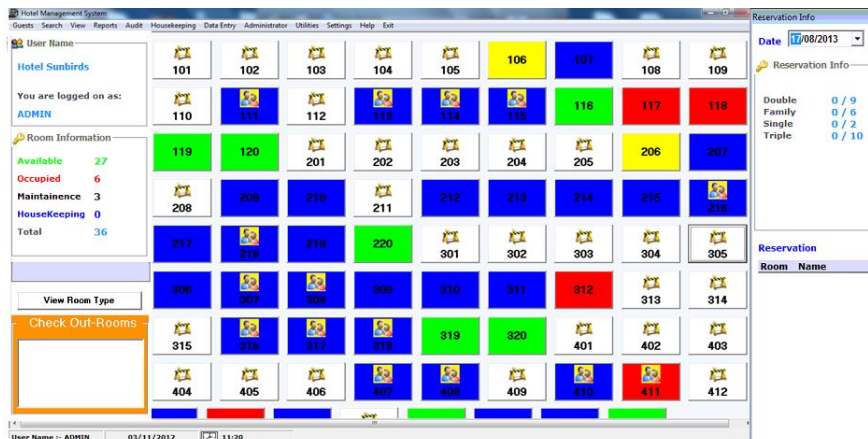 Hotel Management System
Guests Search View Reports Audit Housekeeping Data Entry Administrator Utilities Settings Help Exit
User Name
Hotel Sunbirds
You are logged on as:
ADMIN
Room Information
Available 27
Occupied 6
Maintainence 3
HouseKeeping 0
Total 36
View Room Type
Check Out-Rooms
101 102 103 104 105 106 107 108 109
110 111 112 113 114 115 116 117 118
119 120 201 202 203 204 205 206 207
208 209 210 211 212 213 214 215 216
217 218 219 220 301 302 303 304 305
306 307 308 309 310 311 312 313 314
315 316 317 318 319 320 401 402 403
404 405 406 407 408 409 410 411 412
User Name :- ADMIN 03/11/2012 11:20
Reservation Info
Date 17/08/2013
Reservation Info
Double 0 / 9
Family 0 / 6
Single 0 / 2
Triple 0 / 10
Reservation
Room Name